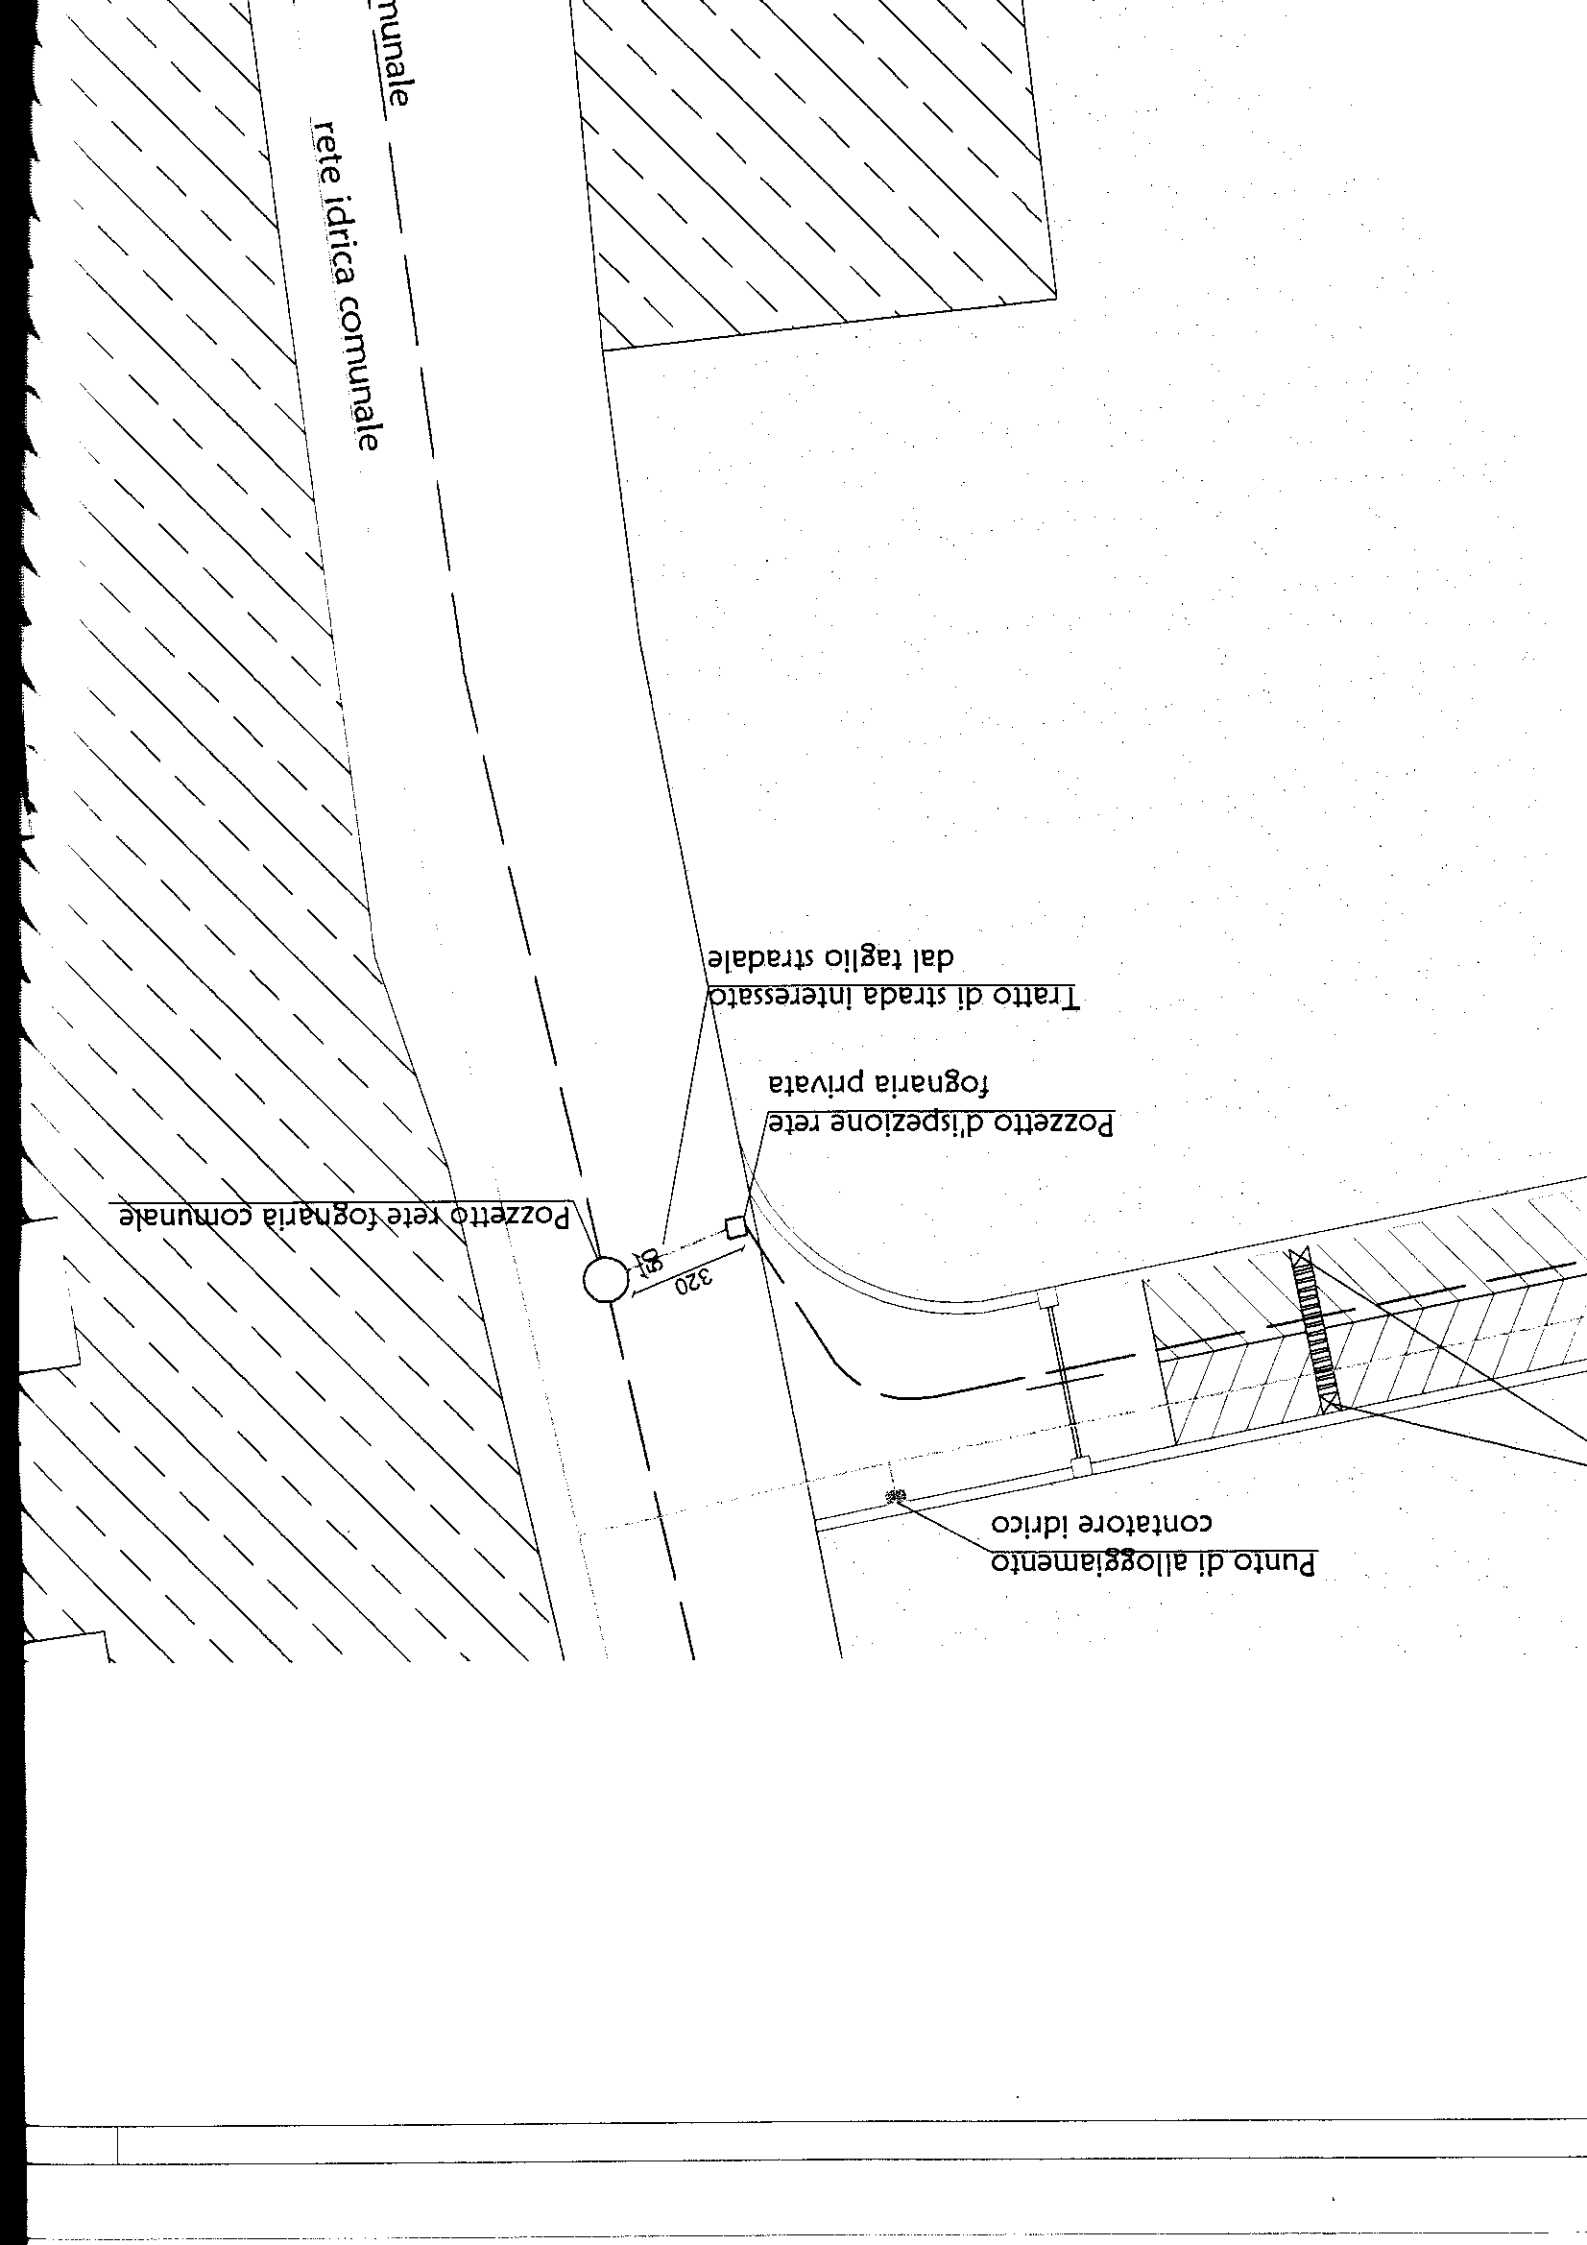 munale
rete idrica comunale
Tratto di strada interessato
dal taglio stradale
Pozzetto d'ispezione rete
fognaria privata
Pozzetto rete fognaria comunale
320
Punto di alloggiamento
contatore idrico